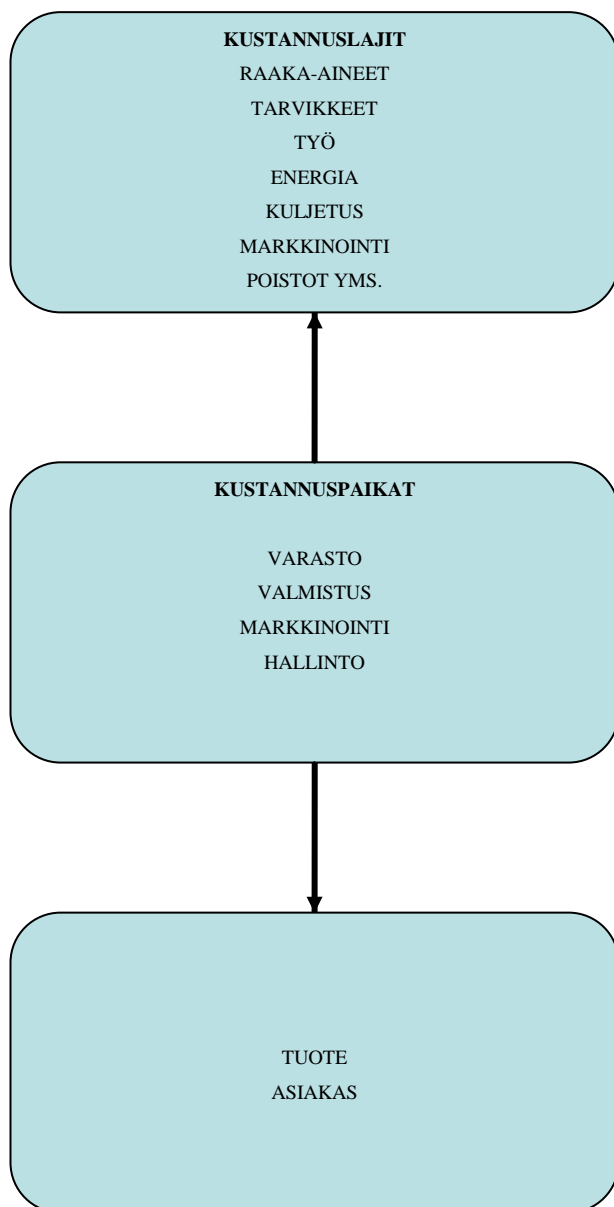 KUSTANNUSLAJIT
RAAKA-AINEET
TARVIKKEET
TYÖ
ENERGIA
KULJETUS
MARKKINOINTI
POISTOT YMS.
KUSTANNUSPAIKAT
VARASTO
VALMISTUS
MARKKINOINTI
HALLINTO
TUOTE
ASIAKAS